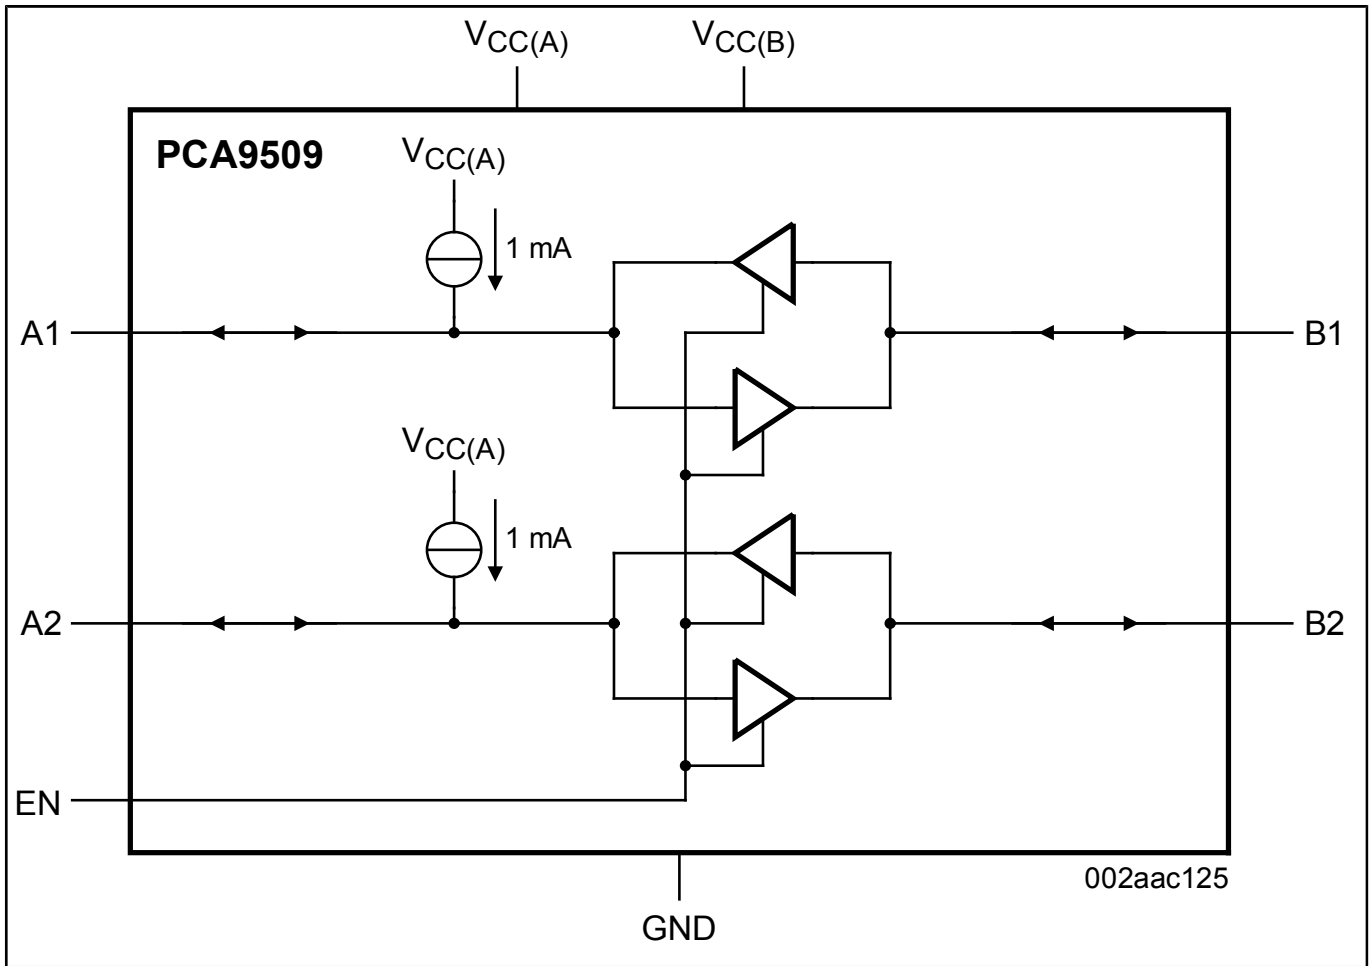 VCC(A) VCC(B)
PCA9509
VCC(A)
1 mA
A1 B1
VCC(A)
1 mA
A2 B2
EN
002aac125
GND